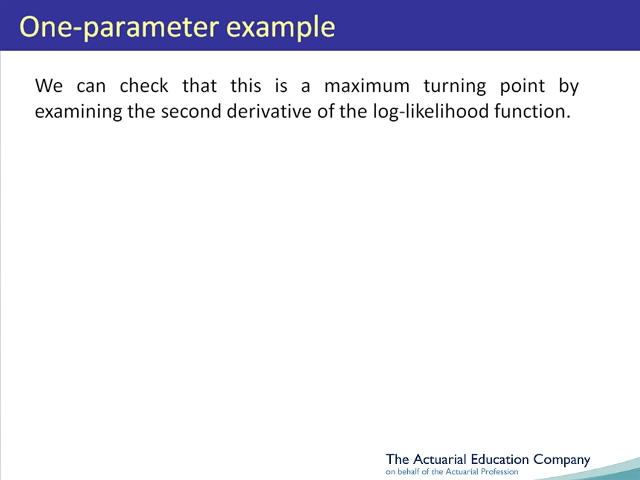 One-parameter example
We can check that this is a maximum turning point by
examining the second derivative of the log-likelihood function.
The Actuarial Education Company
on behalf of the Actuarial Profession